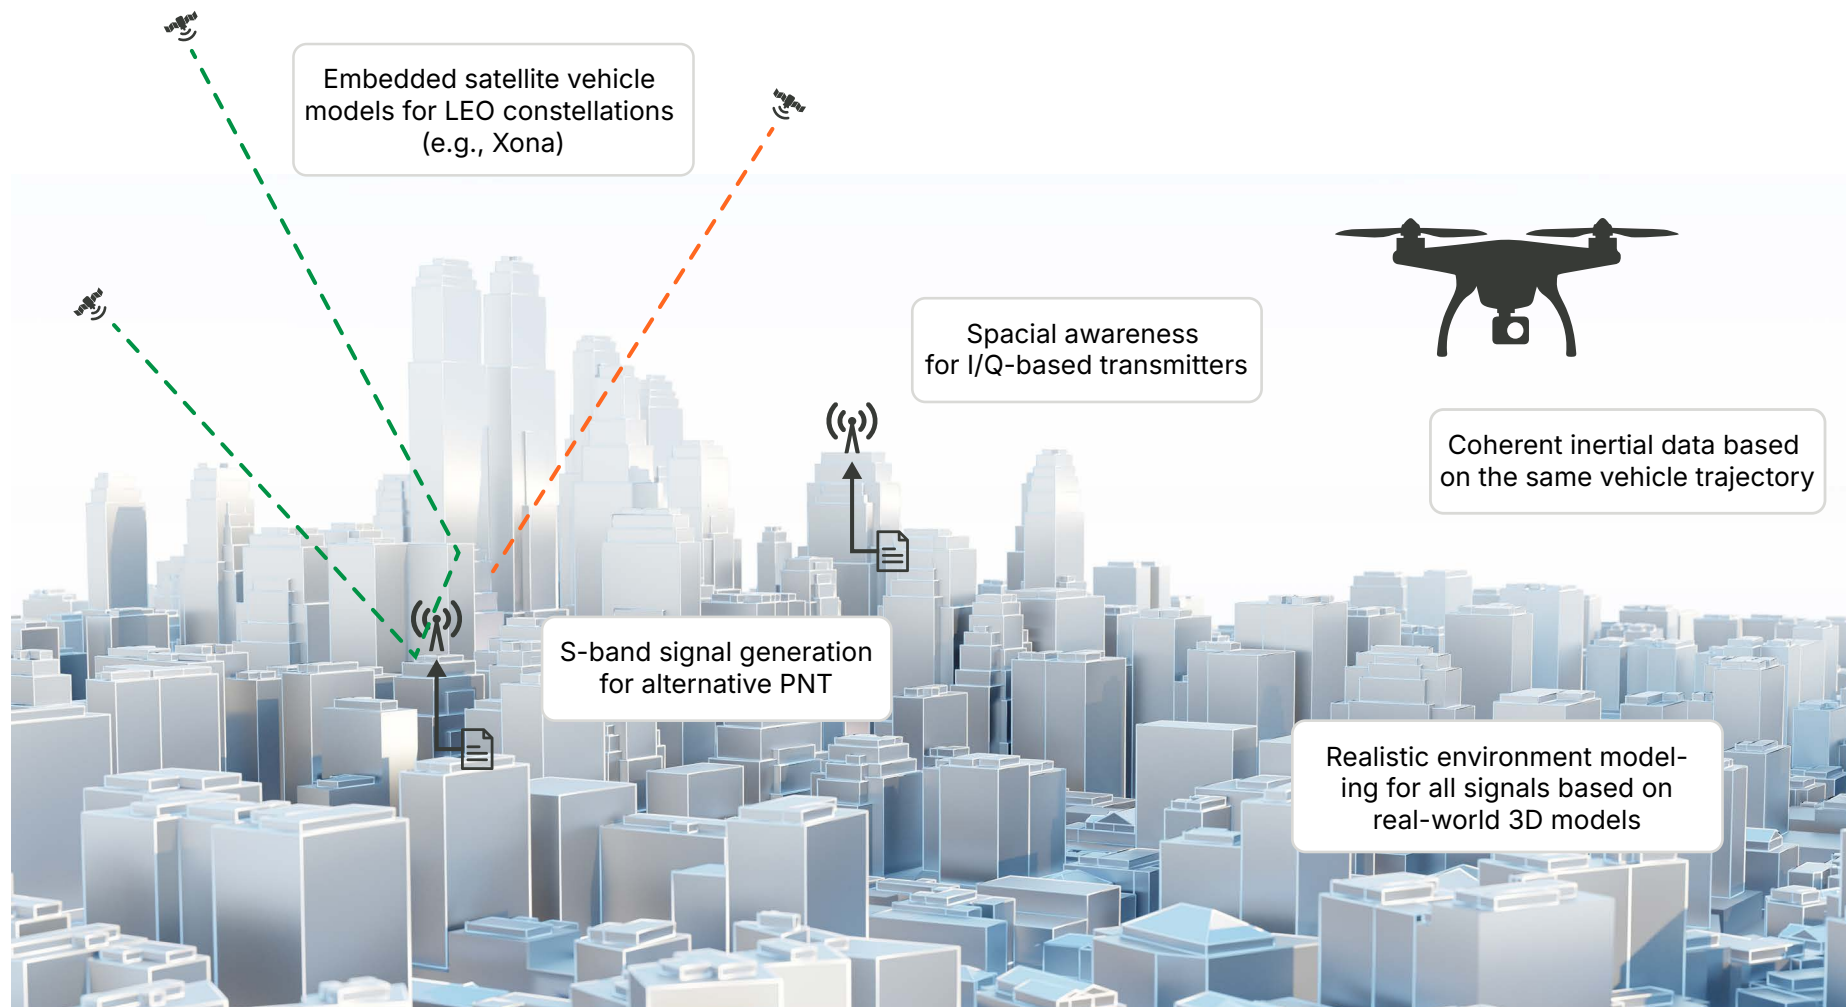 Embedded satellite vehicle
models for LEO constellations
(e.g., Xona)
Spacial awareness
for I/Q-based transmitters
Coherent inertial data based
on the same vehicle trajectory
S-band signal generation
for alternative PNT
Realistic environment model-
ing for all signals based on
real-world 3D models